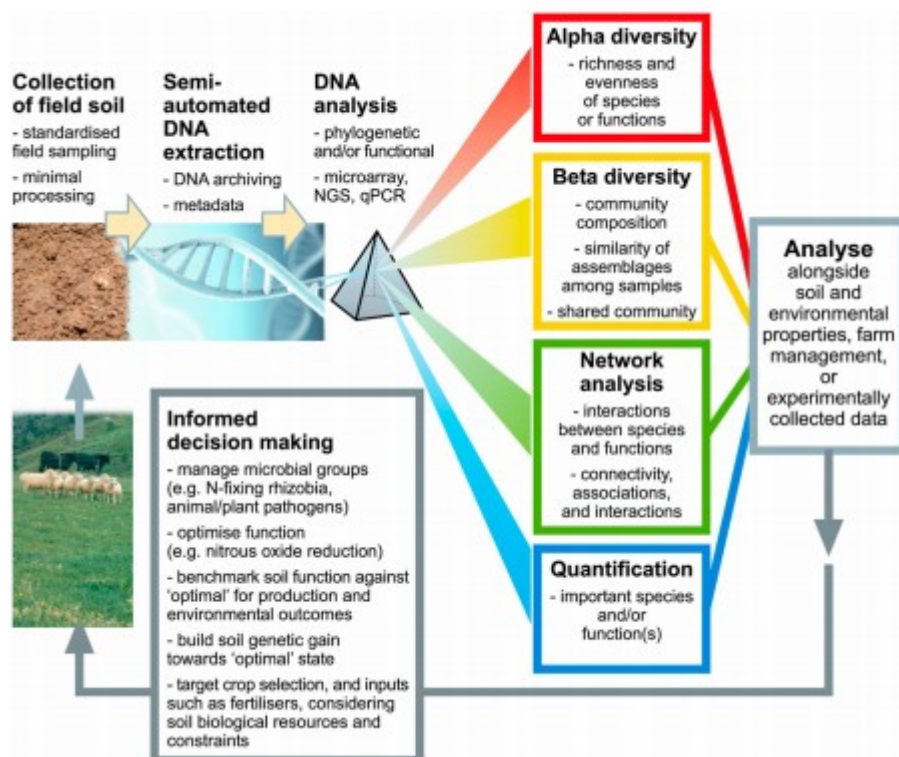 Collection
of field soil
- standardised
field sampling
- minimal
processing
Semi-
automated
DNA
extraction
- DNA archiving
- metadata
DNA
analysis
- phylogenetic
and/or functional
- microarray,
NGS, qPCR
Alpha diversity
- richness and
evenness
of species
or functions
Beta diversity
- community
composition
- similarity of
assemblages
among samples
- shared community
Network
analysis
- interactions
between species
and functions
- connectivity,
associations,
and interactions
Quantification
- important species
and/or
function(s)
Analyse
alongside
soil and
environmental
properties, farm
management,
or
experimentally
collected data
Informed
decision making
- manage microbial groups
(e.g. N-fixing rhizobia,
animal/plant pathogens)
- optimise function
(e.g. nitrous oxide reduction)
- benchmark soil function against
‘optimal’ for production and
environmental outcomes
- build soil genetic gain
towards ‘optimal’ state
- target crop selection, and inputs
such as fertilisers, considering
soil biological resources and
constraints